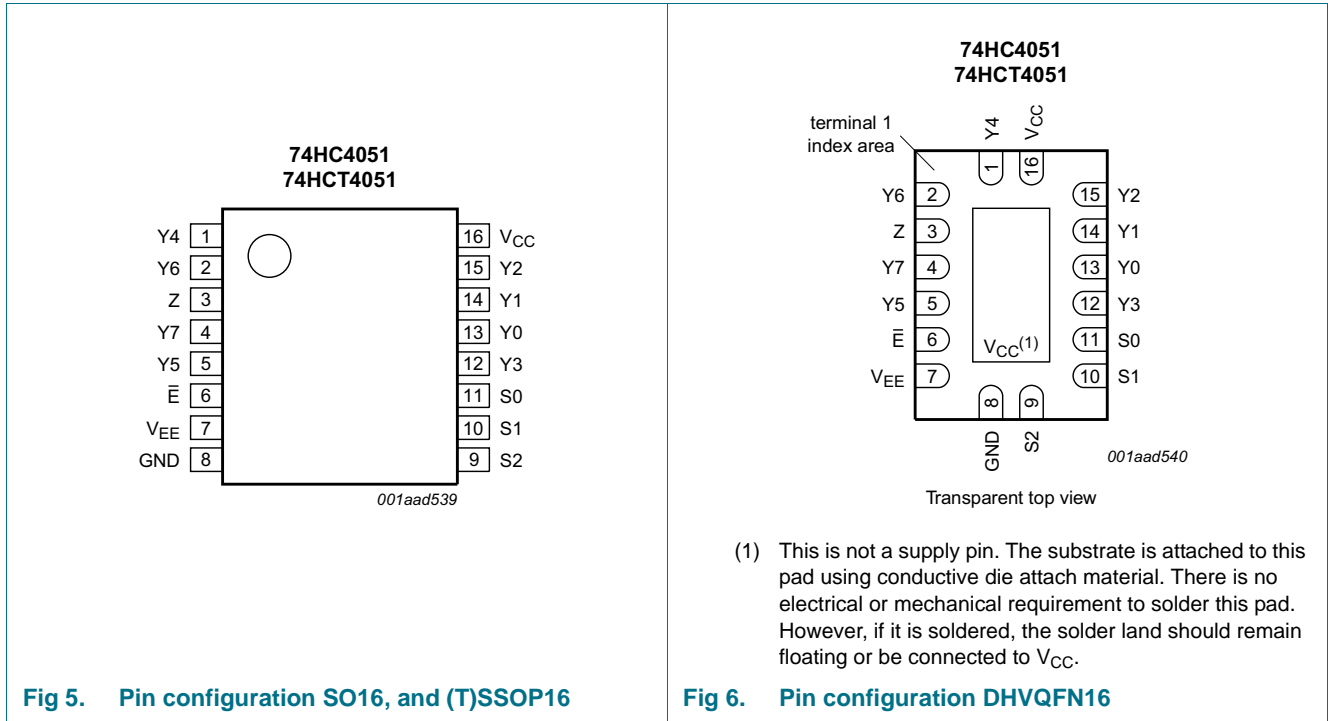 74HC4051
74HCT4051
Y4 1
Y6 2
Z 3
Y7 4
Y5 5
E̅ 6
VEE 7
GND 8
16 VCC
15 Y2
14 Y1
13 Y0
12 Y3
11 S0
10 S1
9 S2
001aad539
Fig 5. Pin configuration SO16, and (T)SSOP16
74HC4051
74HCT4051
terminal 1
index area
Y4
VCC
1
16
Y6 2
Z 3
Y7 4
Y5 5
E̅ 6
VEE 7
15 Y2
14 Y1
13 Y0
12 Y3
11 S0
10 S1
VCC(1)
8
9
GND
S2
001aad540
Transparent top view
(1) This is not a supply pin. The substrate is attached to this
pad using conductive die attach material. There is no
electrical or mechanical requirement to solder this pad.
However, if it is soldered, the solder land should remain
floating or be connected to VCC.
Fig 6. Pin configuration DHVQFN16